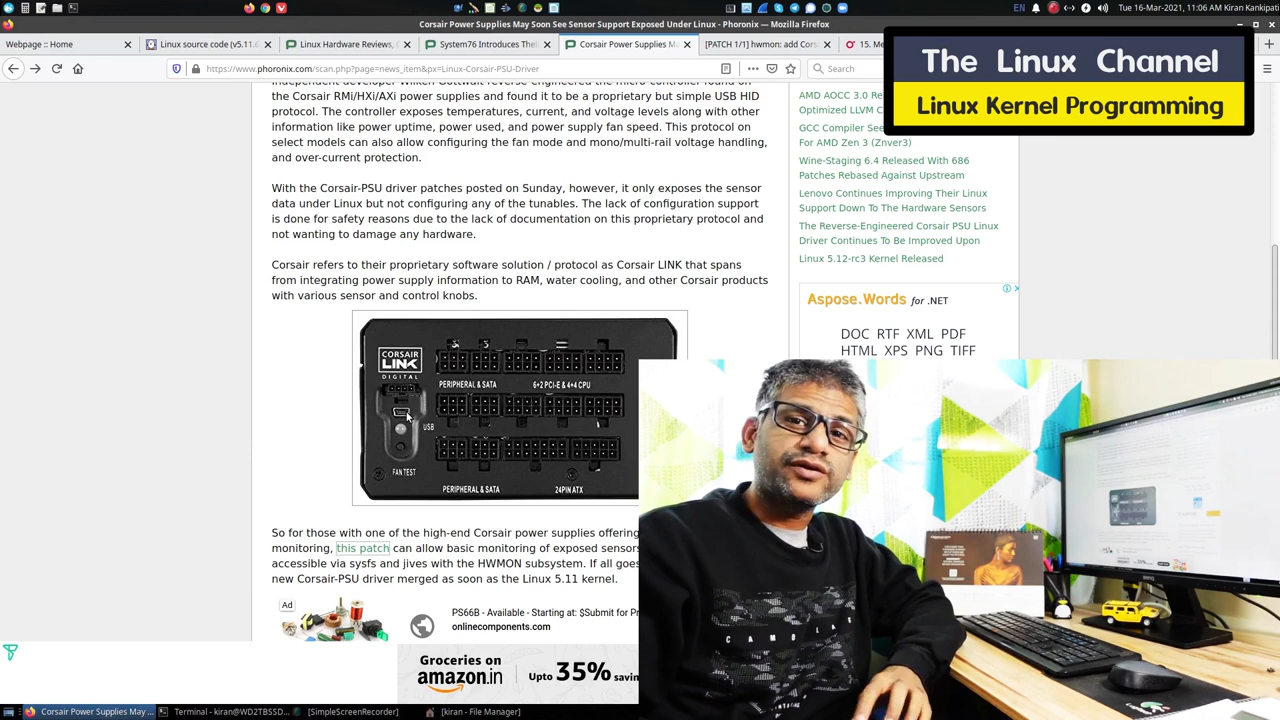 Corsair Power Supplies May Soon See Sensor Support Exposed Under Linux - Phoronix — Mozilla Firefox
EN
Tue 16-Mar-2021, 11:06 AM Kiran Kankipati
Webpage :: Home
Linux source code (v5.11.6
Linux Hardware Reviews, O
System76 Introduces Their
Corsair Power Supplies M
[PATCH 1/1] hwmon: add Corsa
15. Me
https://www.phoronix.com/scan.php?page=news_item&px=Linux-Corsair-PSU-Driver
Search
The Linux Channel
Linux Kernel Programming
the Corsair RMi/HXi/AXi power supplies and found it to be a proprietary but simple USB HID
protocol. The controller exposes temperatures, current, and voltage levels along with other
information like power uptime, power used, and power supply fan speed. This protocol on
select models can also allow configuring the fan mode and mono/multi-rail voltage handling,
and over-current protection.
With the Corsair-PSU driver patches posted on Sunday, however, it only exposes the sensor
data under Linux but not configuring any of the tunables. The lack of configuration support
is done for safety reasons due to the lack of documentation on this proprietary protocol and
not wanting to damage any hardware.
Corsair refers to their proprietary software solution / protocol as Corsair LINK that spans
from integrating power supply information to RAM, water cooling, and other Corsair products
with various sensor and control knobs.
AMD AOCC 3.0 Re
Optimized LLVM C
GCC Compiler See
For AMD Zen 3 (Znver3)
Wine-Staging 6.4 Released With 686
Patches Rebased Against Upstream
Lenovo Continues Improving Their Linux
Support Down To The Hardware Sensors
The Reverse-Engineered Corsair PSU Linux
Driver Continues To Be Improved Upon
Linux 5.12-rc3 Kernel Released
Aspose.Words for .NET
DOC RTF XML PDF
HTML XPS PNG TIFF
CORSAIR
LINK
DIGITAL
PERIPHERAL & SATA
6+2 PCI-E & 4+4 CPU
USB
FAN TEST
PERIPHERAL & SATA
24PIN ATX
So for those with one of the high-end Corsair power supplies offering
monitoring, this patch can allow basic monitoring of exposed sensors
accessible via sysfs and jives with the HWMON subsystem. If all goes
new Corsair-PSU driver merged as soon as the Linux 5.11 kernel.
Ad
PS66B - Available - Starting at: $Submit for Pr
onlinecomponents.com
Groceries on
amazon.in
Upto 35% savin
CAMDLAB
Corsair Power Supplies May ...
Terminal - kiran@WD2TBSSD...
[SimpleScreenRecorder]
[kiran - File Manager]